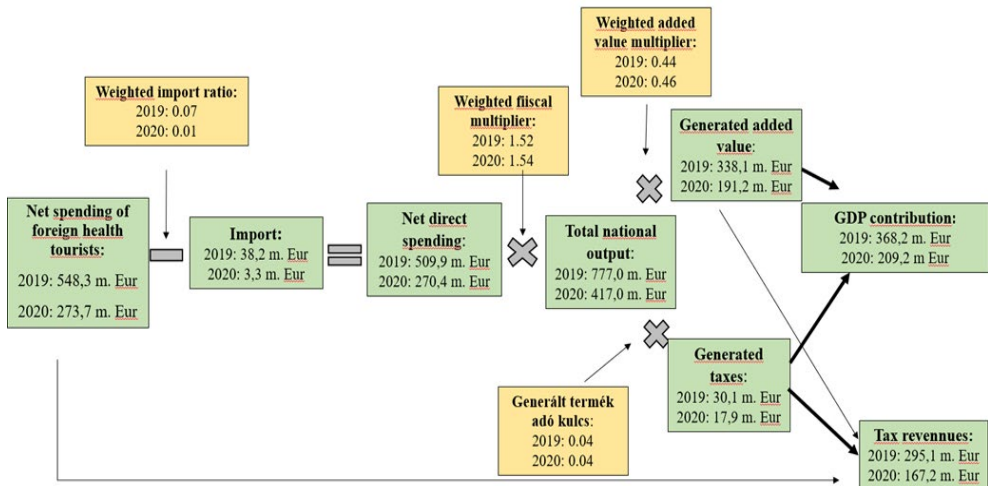 Weighted added
value multiplier:
2019: 0.44
2020: 0.46
Weighted import ratio:
2019: 0.07
2020: 0.01
Weighted fiiscal
multiplier:
2019: 1.52
2020: 1.54
Generated added
value:
2019: 338,1 m. Eur
2020: 191,2 m. Eur
Net spending of
foreign health
tourists:
2019: 548,3 m. Eur
2020: 273,7 m. Eur
Import:
2019: 38,2 m. Eur
2020: 3,3 m. Eur
Net direct
spending:
2019: 509,9 m. Eur
2020: 270,4 m. Eur
Total national
output:
2019: 777,0 m. Eur
2020: 417,0 m. Eur
GDP contribution:
2019: 368,2 m. Eur
2020: 209,2 m. Eur
Generated
taxes:
2019: 30,1 m. Eur
2020: 17,9 m. Eur
Generált termék
adó kulcs:
2019: 0.04
2020: 0.04
Tax revennues:
2019: 295,1 m. Eur
2020: 167,2 m. Eur